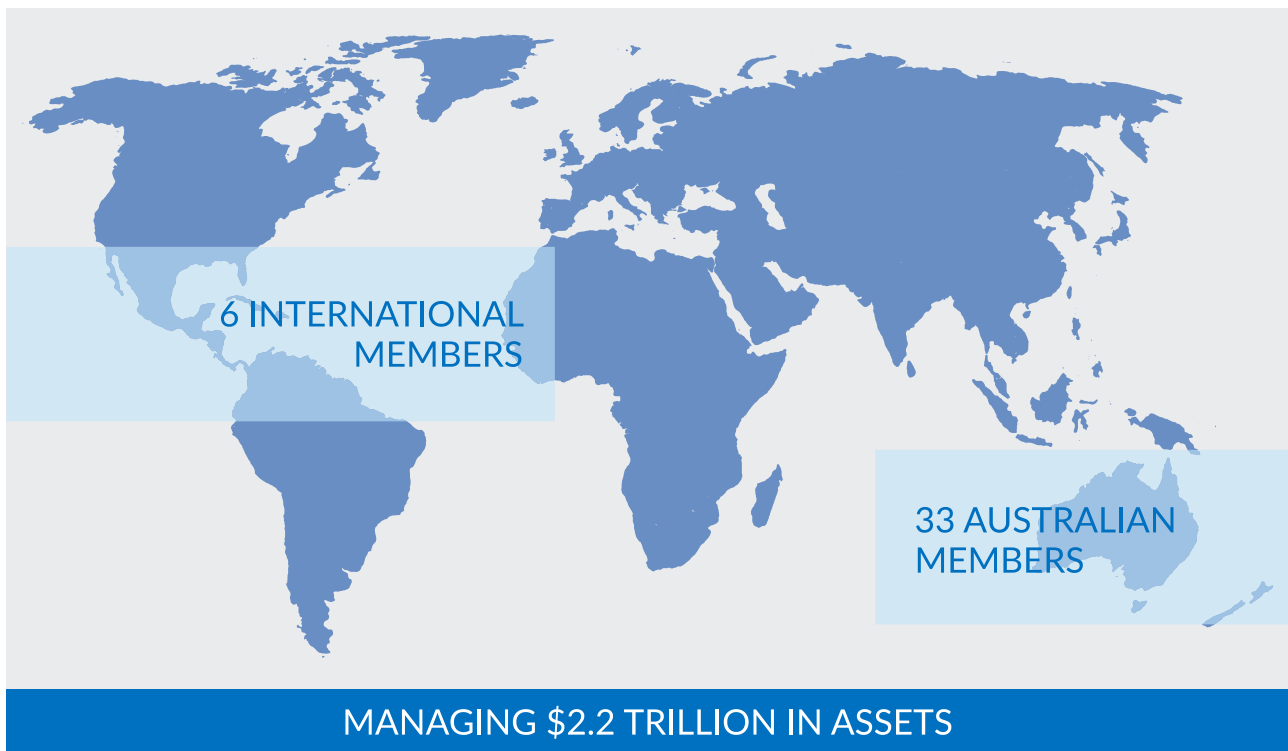 6 INTERNATIONAL
MEMBERS
33 AUSTRALIAN
MEMBERS
MANAGING $2.2 TRILLION IN ASSETS